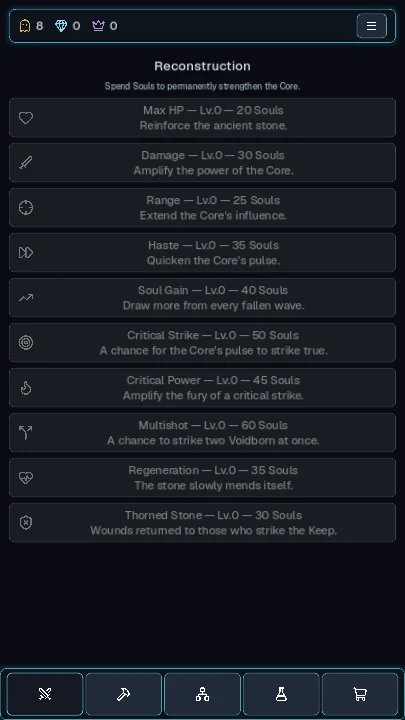 8 0 0
Reconstruction
Spend Souls to permanently strengthen the Core.
Max HP — Lv.0 — 20 Souls
Reinforce the ancient stone.
Damage — Lv.0 — 30 Souls
Amplify the power of the Core.
Range — Lv.0 — 25 Souls
Extend the Core's influence.
Haste — Lv.0 — 35 Souls
Quicken the Core's pulse.
Soul Gain — Lv.0 — 40 Souls
Draw more from every fallen wave.
Critical Strike — Lv.0 — 50 Souls
A chance for the Core's pulse to strike true.
Critical Power — Lv.0 — 45 Souls
Amplify the fury of a critical strike.
Multishot — Lv.0 — 60 Souls
A chance to strike two Voidborn at once.
Regeneration — Lv.0 — 35 Souls
The stone slowly mends itself.
Thorned Stone — Lv.0 — 30 Souls
Wounds returned to those who strike the Keep.